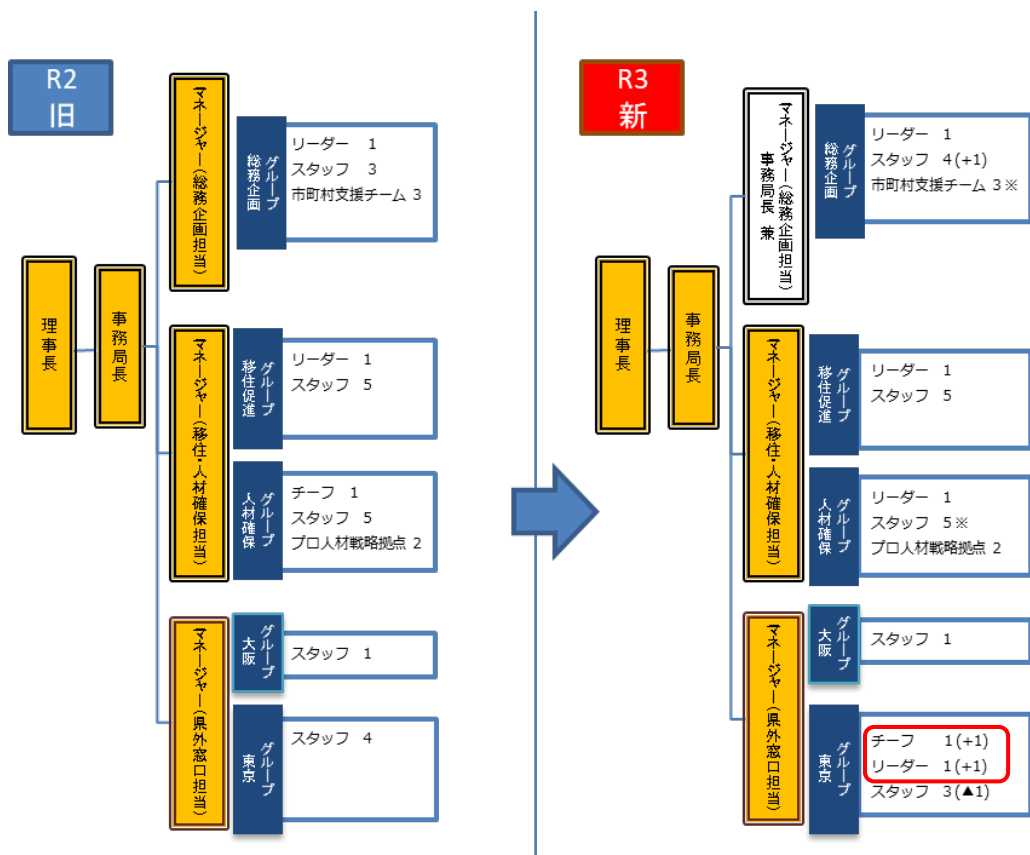 R2
旧
理事長
事務局長
マネージャー(総務企画担当)
総務企画
グループ
リーダー 1
スタッフ 3
市町村支援チーム 3
マネージャー(移住・人材確保担当)
移住促進
グループ
リーダー 1
スタッフ 5
人材確保
グループ
チーフ 1
スタッフ 5
プロ人材戦略拠点 2
マネージャー(県外窓口担当)
大阪
グループ
スタッフ 1
東京
グループ
スタッフ 4
R3
新
理事長
事務局長
マネージャー(総務企画担当)
事務局長 兼
総務企画
グループ
リーダー 1
スタッフ 4(+1)
市町村支援チーム 3※
マネージャー(移住・人材確保担当)
移住促進
グループ
リーダー 1
スタッフ 5
人材確保
グループ
リーダー 1
スタッフ 5※
プロ人材戦略拠点 2
マネージャー(県外窓口担当)
大阪
グループ
スタッフ 1
東京
グループ
チーフ 1(+1)
リーダー 1(+1)
スタッフ 3(▲1)